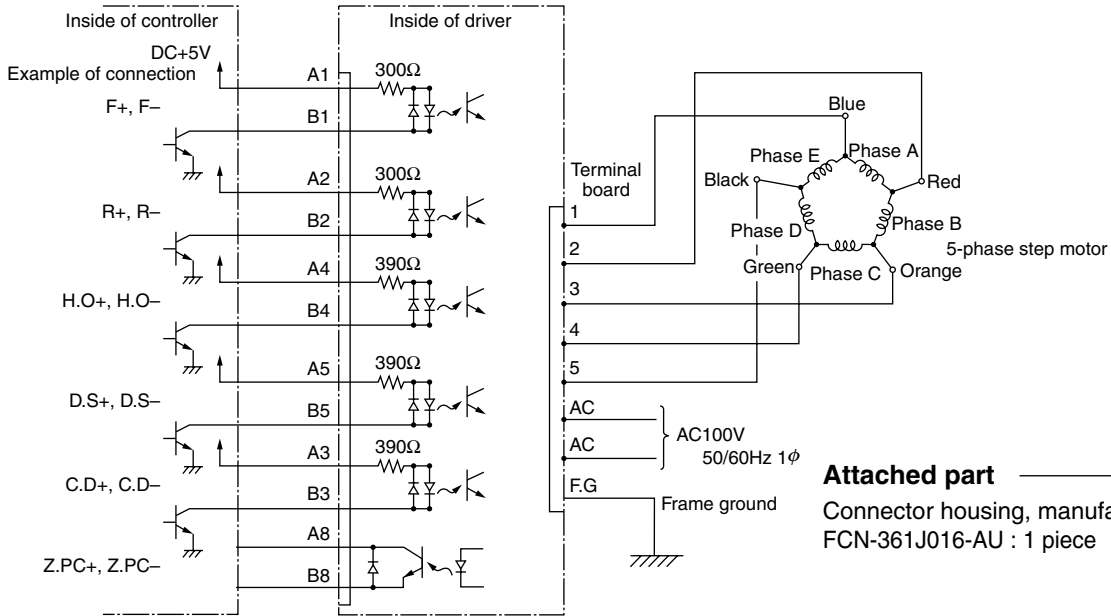 Inside of controller
Inside of driver
DC+5V
Example of connection
F+, F–
A1
300Ω
B1
R+, R–
A2
300Ω
B2
H.O+, H.O–
A4
390Ω
B4
D.S+, D.S–
A5
390Ω
B5
C.D+, C.D–
A3
390Ω
B3
Z.PC+, Z.PC–
A8
B8
Terminal
board
1
2
3
4
5
AC
AC
F.G
AC100V
50/60Hz 1ϕ
Frame ground
Blue
Phase E
Phase A
Black
Red
Phase D
Phase B
5-phase step motor
Green
Phase C
Orange
Attached part
Connector housing, manufa
FCN-361J016-AU : 1 piece